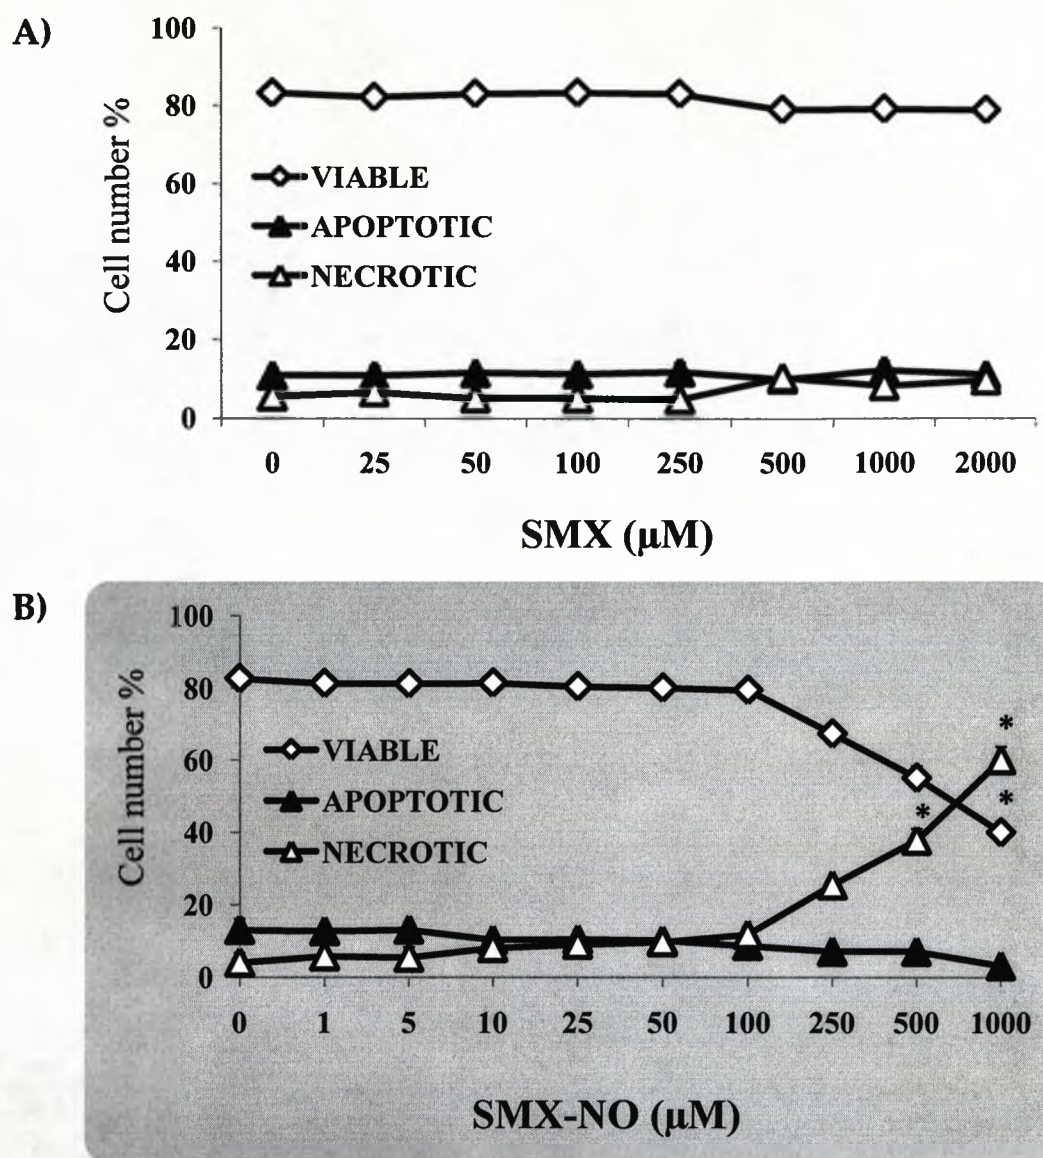 A)
100
80
60
40
20
0
Cell number %
VIABLE
APOPTOTIC
NECROTIC
0 25 50 100 250 500 1000 2000
SMX (μM)
B)
100
80
60
40
20
0
Cell number %
VIABLE
APOPTOTIC
NECROTIC
*
*
*
0 1 5 10 25 50 100 250 500 1000
SMX-NO (μM)